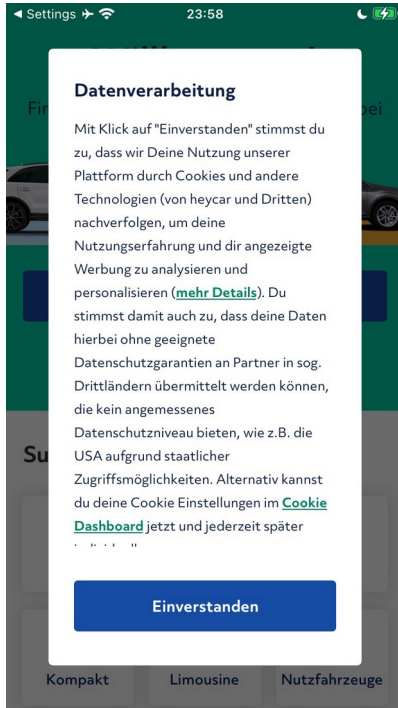 Settings
23:58
Datenverarbeitung
Mit Klick auf "Einverstanden" stimmst du
zu, dass wir Deine Nutzung unserer
Plattform durch Cookies und andere
Technologien (von heycar und Dritten)
nachverfolgen, um deine
Nutzungserfahrung und dir angezeigte
Werbung zu analysieren und
personalisieren (mehr Details). Du
stimmst damit auch zu, dass deine Daten
hierbei ohne geeignete
Datenschutzgarantien an Partner in sog.
Drittländern übermittelt werden können,
die kein angemessenes
Datenschutzniveau bieten, wie z.B. die
USA aufgrund staatlicher
Zugriffsmöglichkeiten. Alternativ kannst
du deine Cookie Einstellungen im Cookie
Dashboard jetzt und jederzeit später
Einverstanden
Kompakt
Limousine
Nutzfahrzeuge